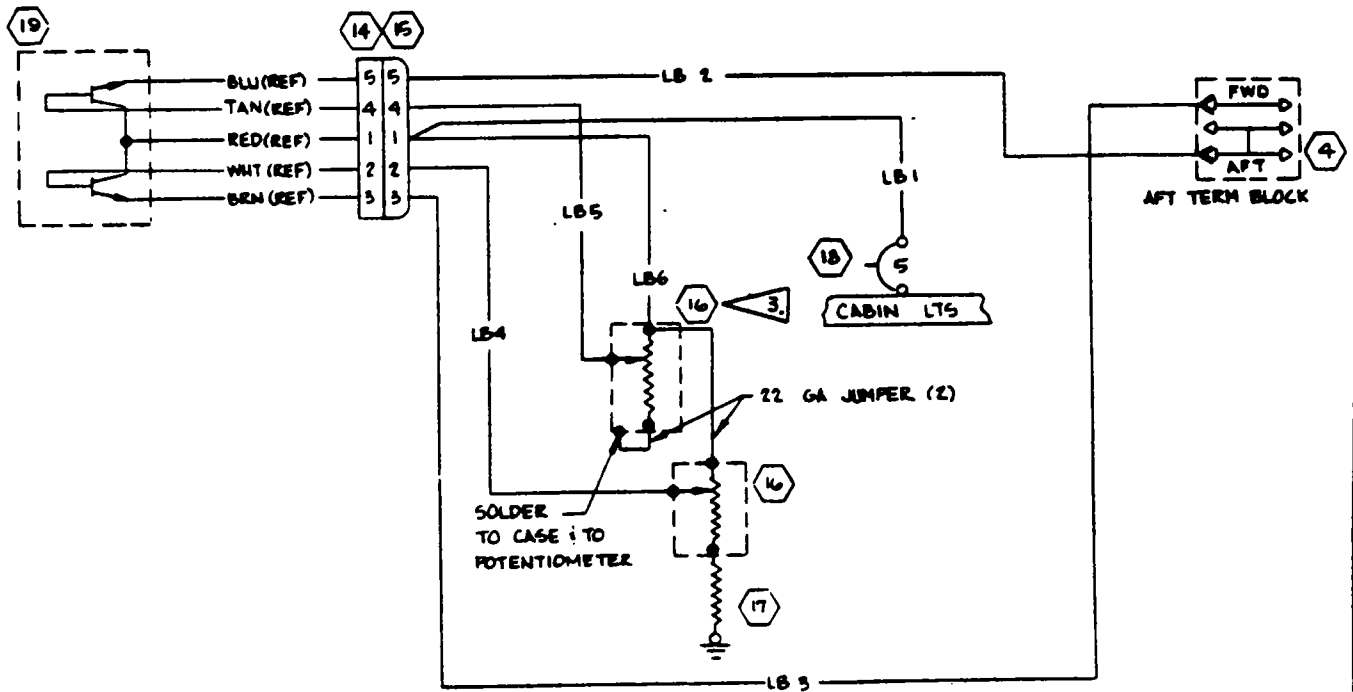 19
14 15
BLU(REF) 5 5 LB 2
TAN(REF) 4 4
RED(REF) 1 1
WHT (REF) 2 2
BRN (REF) 3 3
FWD
AFT
4
AFT TERM BLOCK
LB 1
LB5
18 5
CABIN LTS
LB6
16 3.
LB4
22 GA JUMPER (2)
16
SOLDER
TO CASE & TO
POTENTIOMETER
17
LB 3